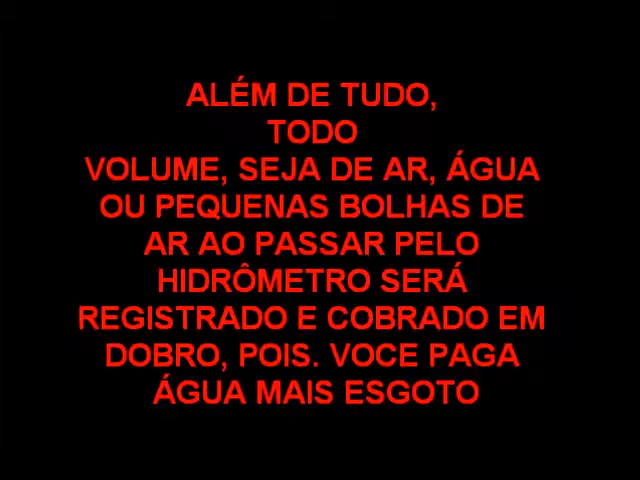 ALÉM DE TUDO,
TODO
VOLUME, SEJA DE AR, ÁGUA
OU PEQUENAS BOLHAS DE
AR AO PASSAR PELO
HIDRÔMETRO SERÁ
REGISTRADO E COBRADO EM
DOBRO, POIS. VOCE PAGA
ÁGUA MAIS ESGOTO